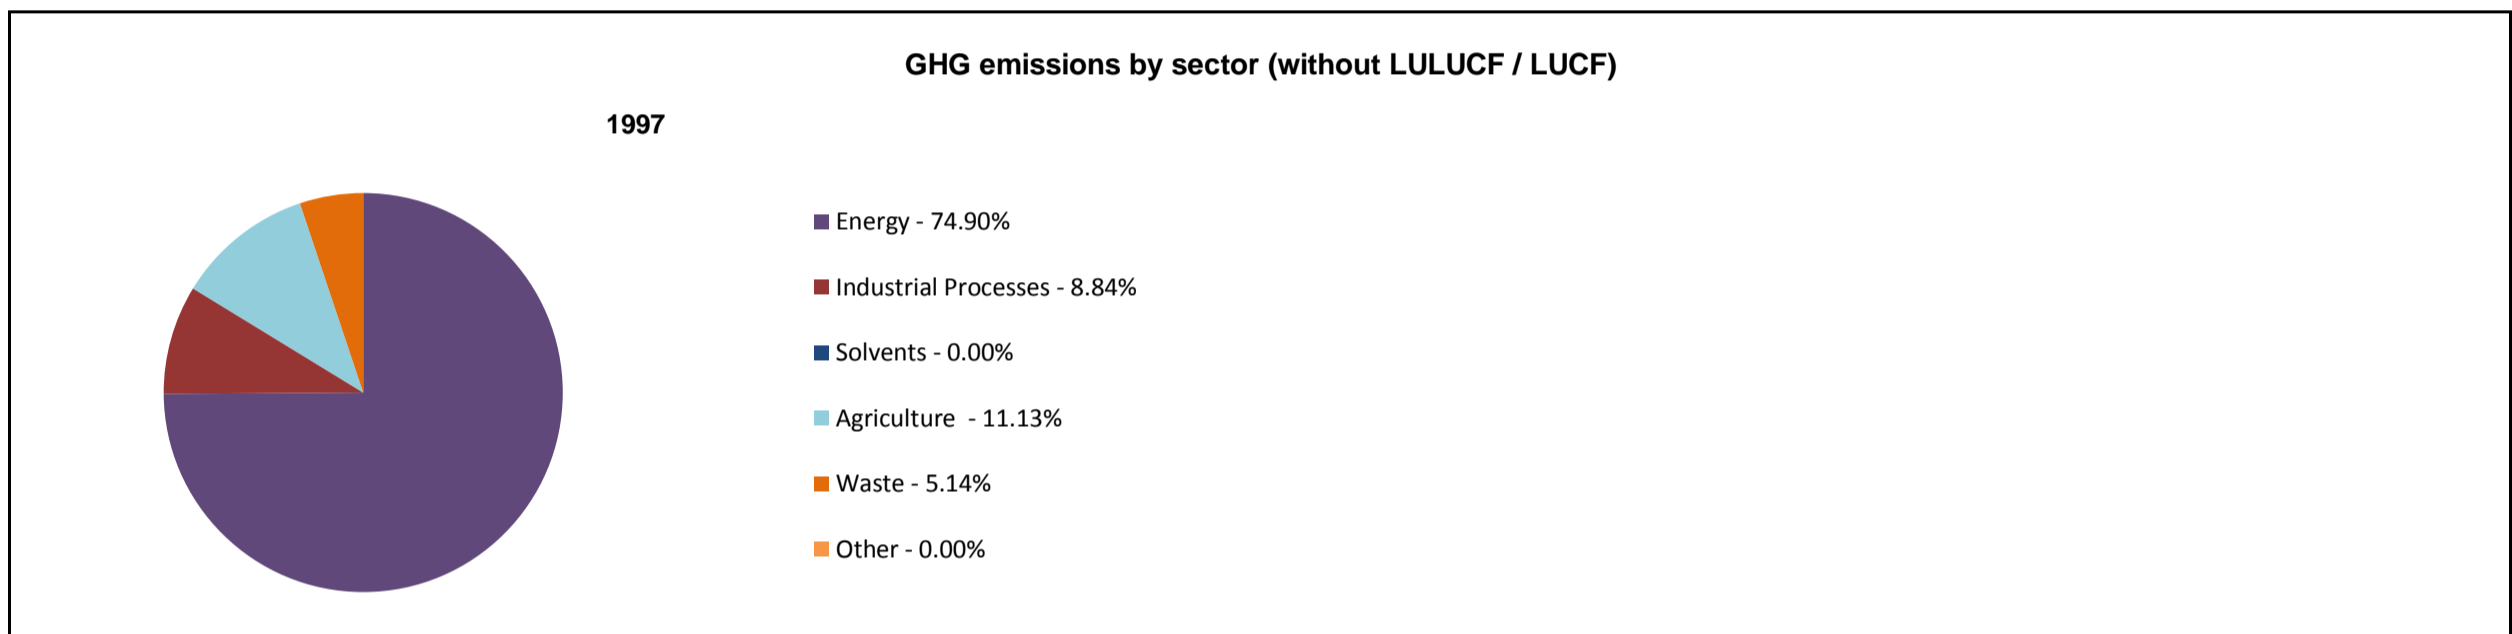 GHG emissions by sector (without LULUCF / LUCF)
1997
Energy - 74.90%
Industrial Processes - 8.84%
Solvents - 0.00%
Agriculture  - 11.13%
Waste - 5.14%
Other - 0.00%